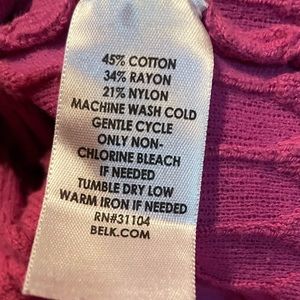 45% COTTON
34% RAYON
21% NYLON
MACHINE WASH COLD
GENTLE CYCLE
ONLY NON-
CHLORINE BLEACH
IF NEEDED
TUMBLE DRY LOW
WARM IRON IF NEEDED
RN#31104
BELK.COM